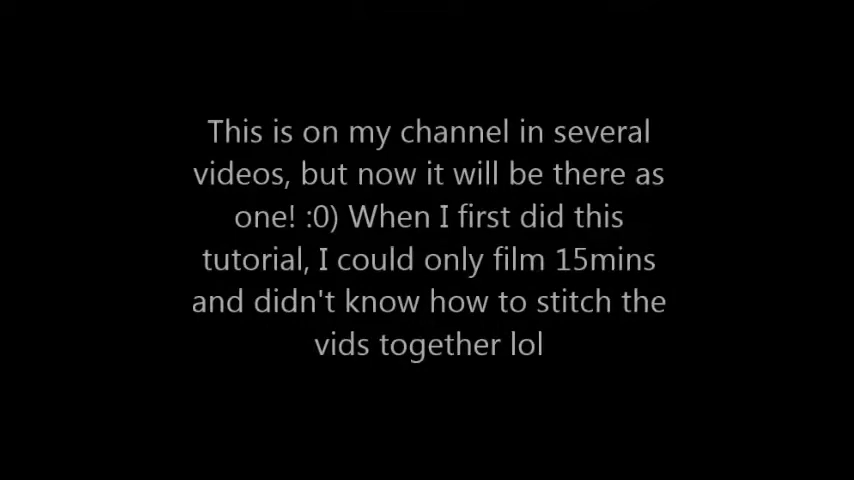 This is on my channel in several
videos, but now it will be there as
one! :0) When I first did this
tutorial, I could only film 15mins
and didn't know how to stitch the
vids together lol